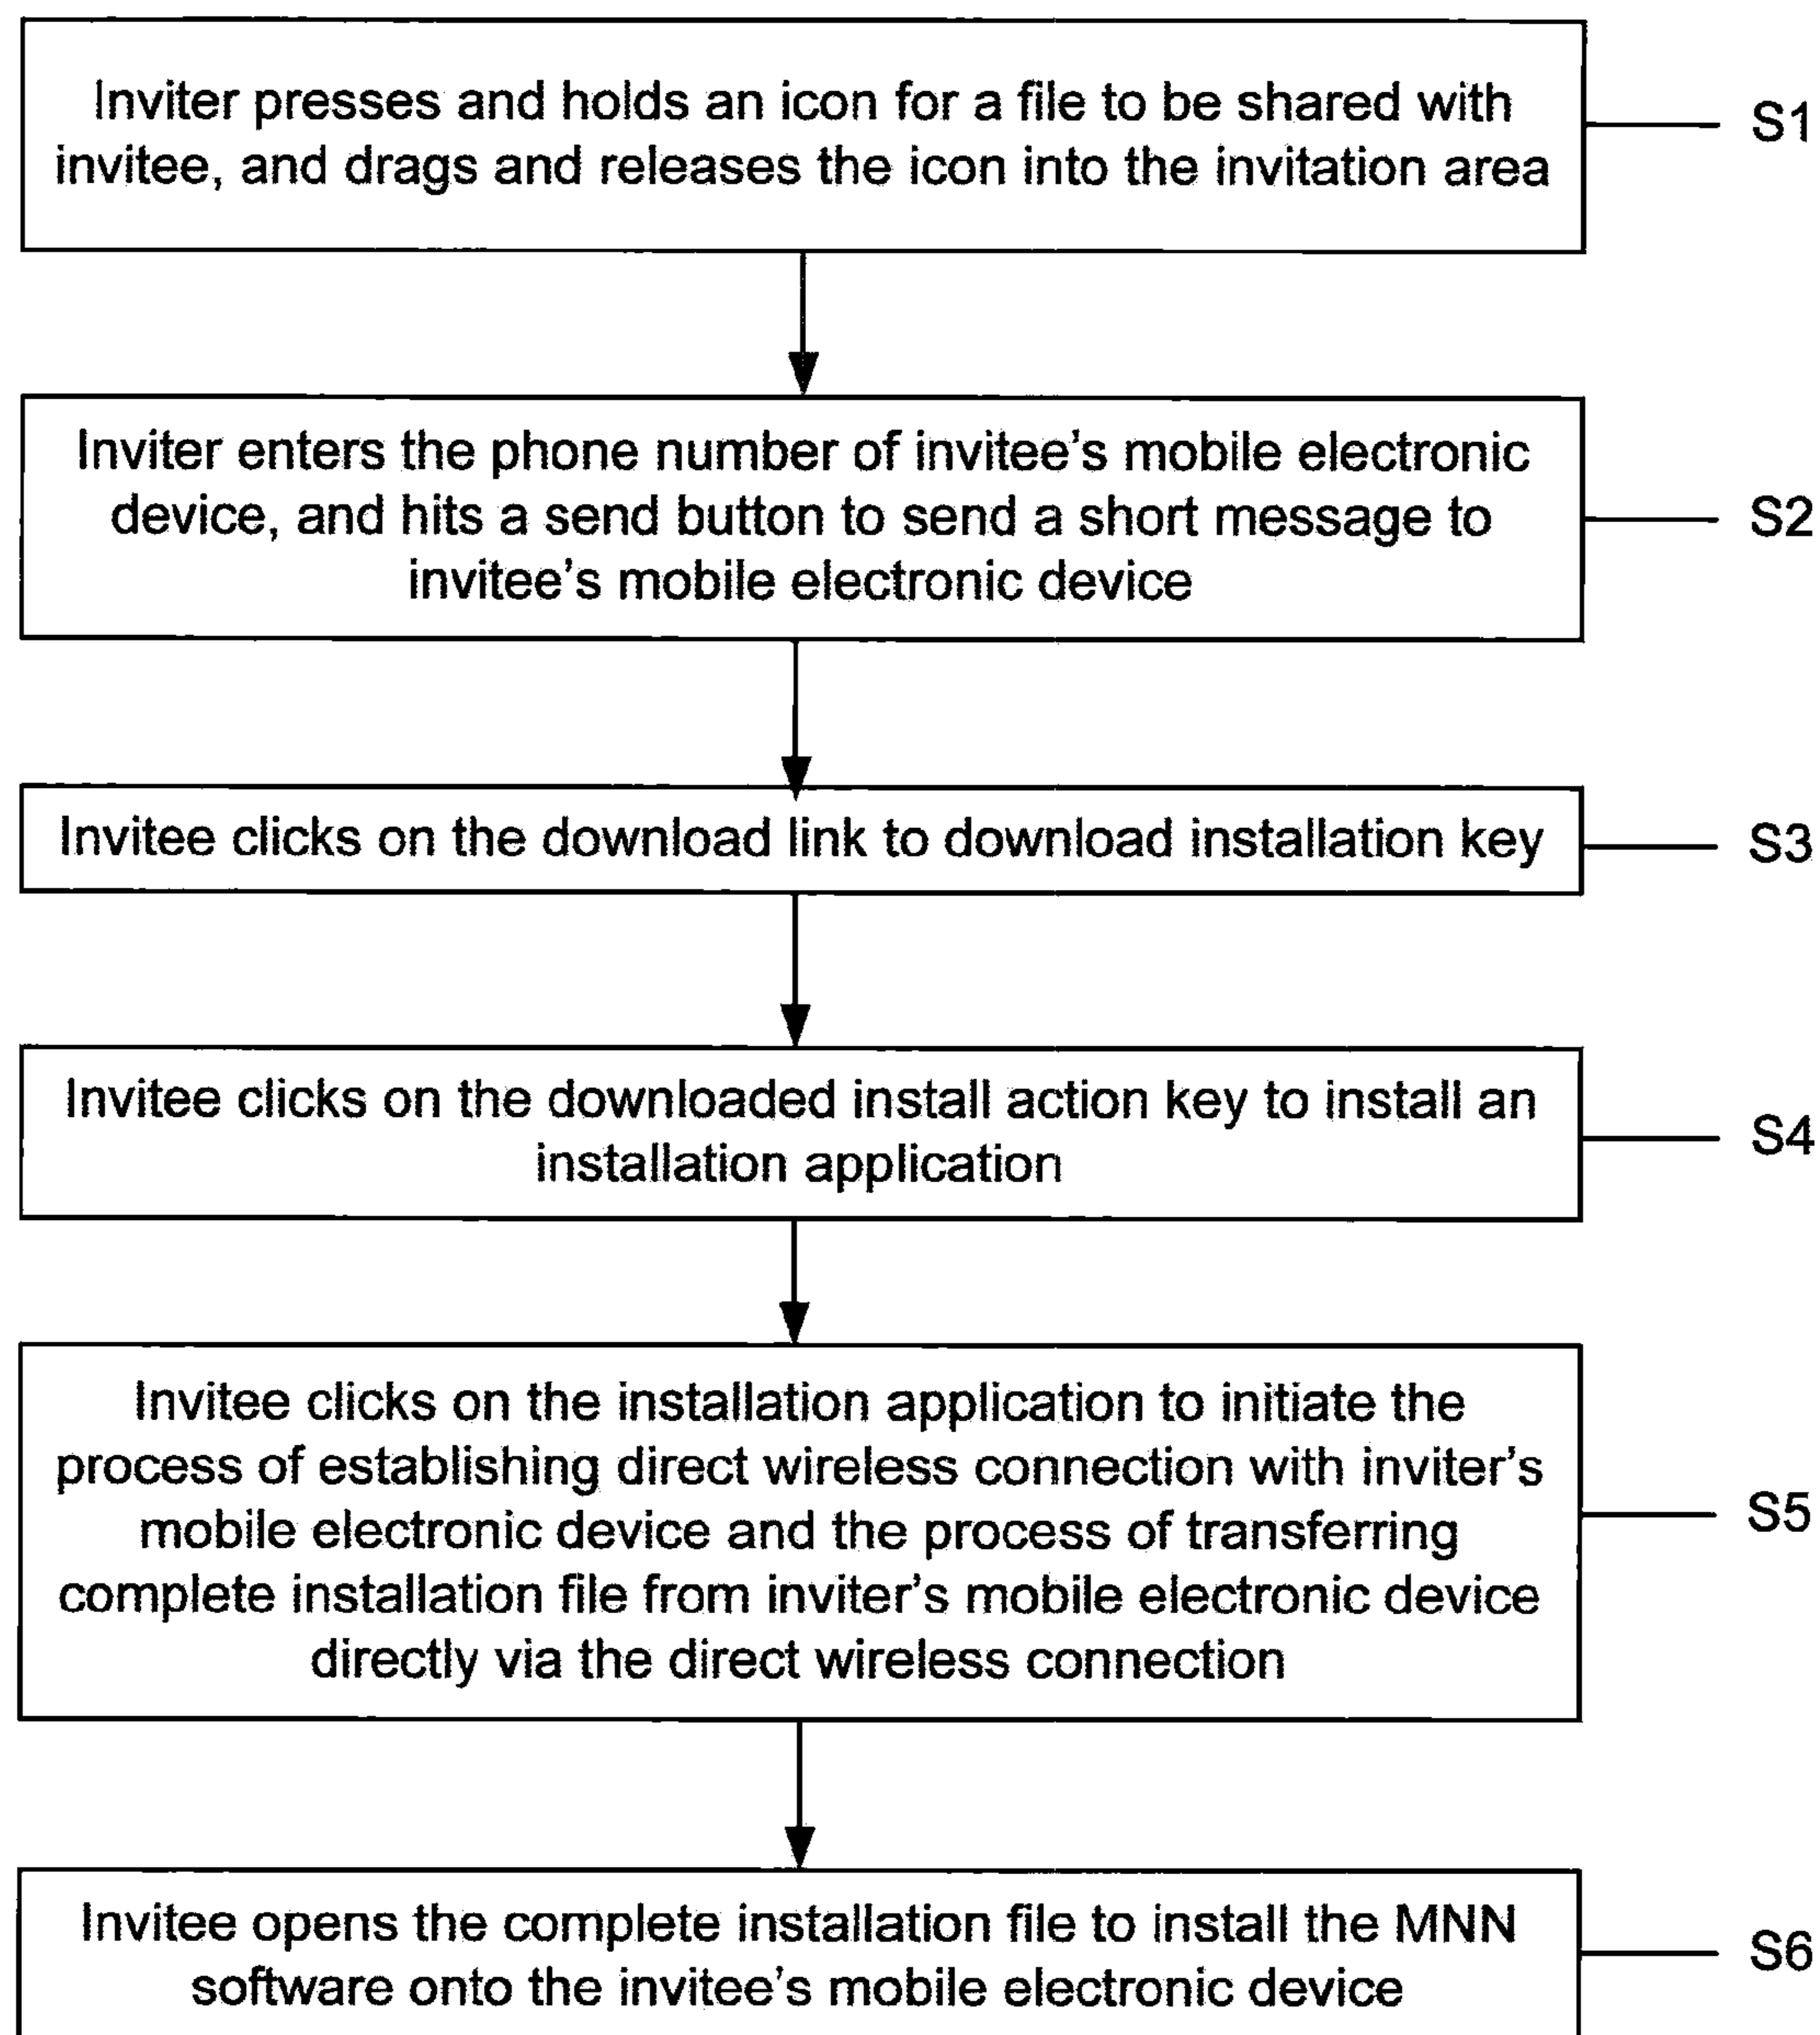 Inviter presses and holds an icon for a file to be shared with
invitee, and drags and releases the icon into the invitation area
S1
Inviter enters the phone number of invitee's mobile electronic
device, and hits a send button to send a short message to
invitee's mobile electronic device
S2
Invitee clicks on the download link to download installation key
S3
Invitee clicks on the downloaded install action key to install an
installation application
S4
Invitee clicks on the installation application to initiate the
process of establishing direct wireless connection with inviter's
mobile electronic device and the process of transferring
complete installation file from inviter's mobile electronic device
directly via the direct wireless connection
S5
Invitee opens the complete installation file to install the MNN
software onto the invitee's mobile electronic device
S6